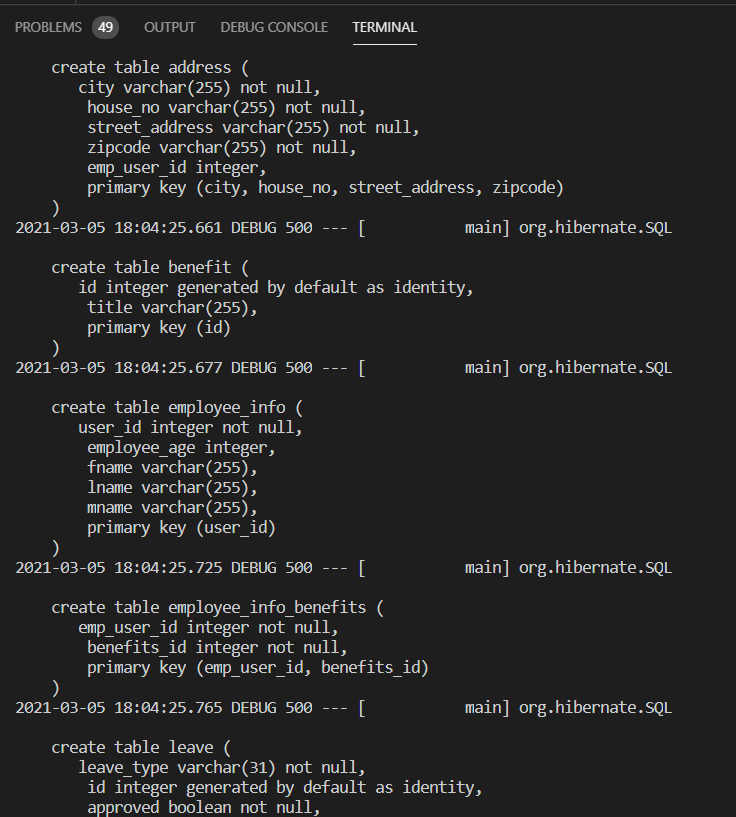 PROBLEMS 49 OUTPUT DEBUG CONSOLE TERMINAL
create table address (
city varchar(255) not null,
house_no varchar(255) not null,
street_address varchar(255) not null,
zipcode varchar(255) not null,
emp_user_id integer,
primary key (city, house_no, street_address, zipcode)
)
2021-03-05 18:04:25.661 DEBUG 500 --- [ main] org.hibernate.SQL
create table benefit (
id integer generated by default as identity,
title varchar(255),
primary key (id)
)
2021-03-05 18:04:25.677 DEBUG 500 --- [ main] org.hibernate.SQL
create table employee_info (
user_id integer not null,
employee_age integer,
fname varchar(255),
lname varchar(255),
mname varchar(255),
primary key (user_id)
)
2021-03-05 18:04:25.725 DEBUG 500 --- [ main] org.hibernate.SQL
create table employee_info_benefits (
emp_user_id integer not null,
benefits_id integer not null,
primary key (emp_user_id, benefits_id)
)
2021-03-05 18:04:25.765 DEBUG 500 --- [ main] org.hibernate.SQL
create table leave (
leave_type varchar(31) not null,
id integer generated by default as identity,
approved boolean not null,